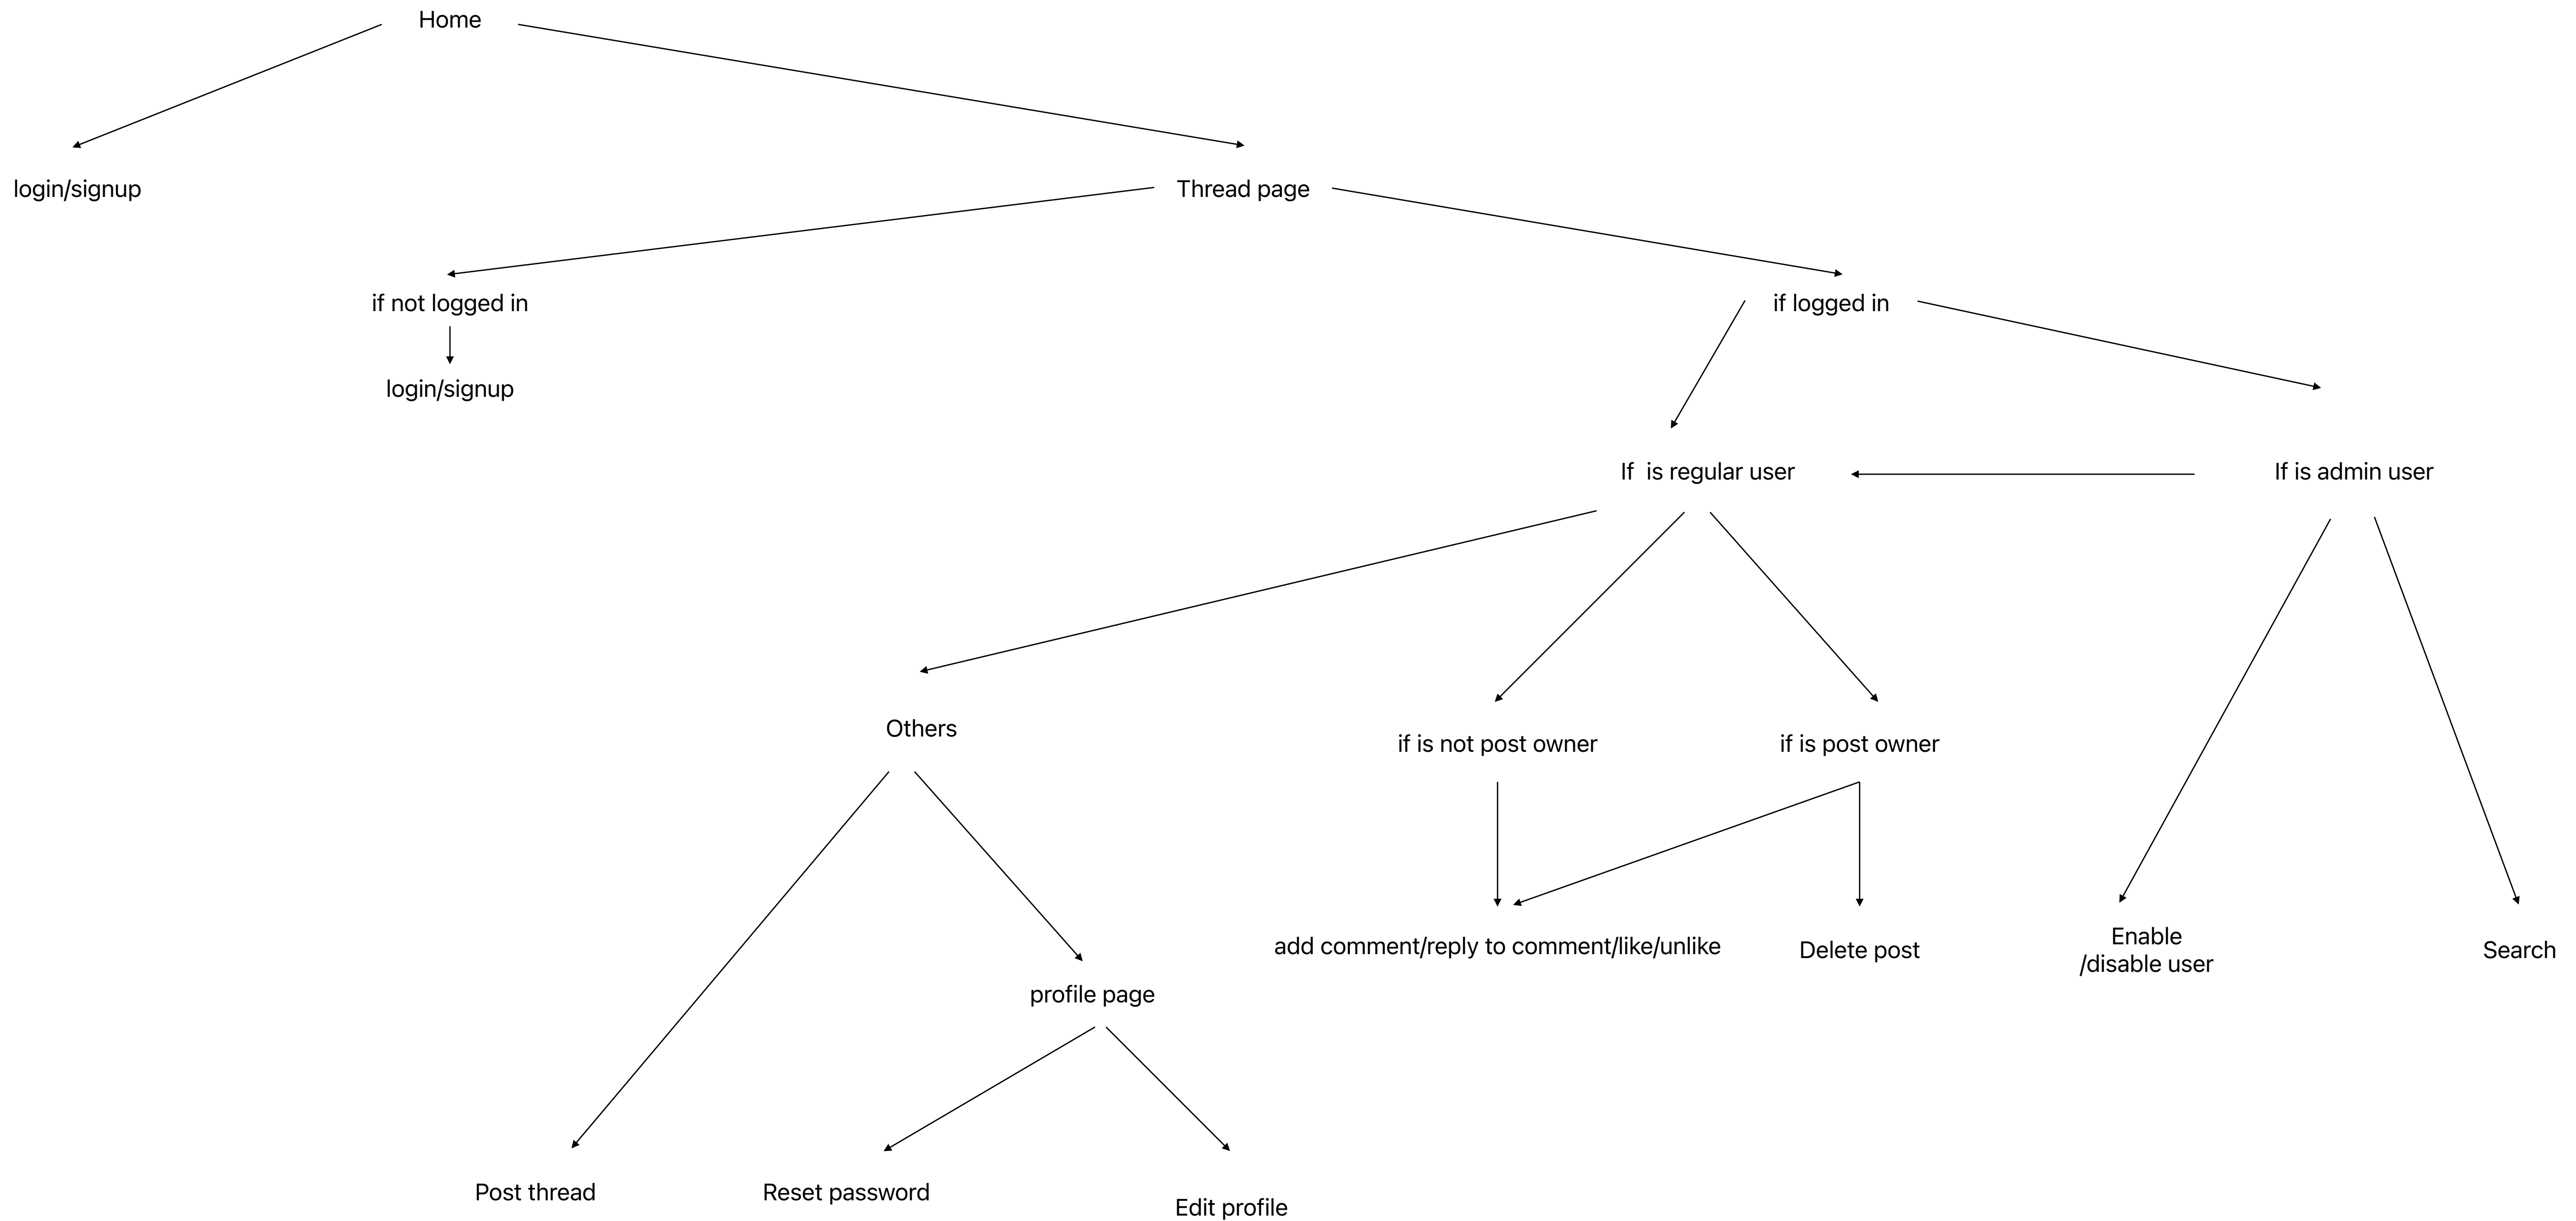 Home
login/signup
Thread page
if not logged in
if logged in
login/signup
If  is regular user
If is admin user
Others
if is not post owner
if is post owner
add comment/reply to comment/like/unlike
Delete post
Enable
/disable user
Search
profile page
Post thread
Reset password
Edit profile